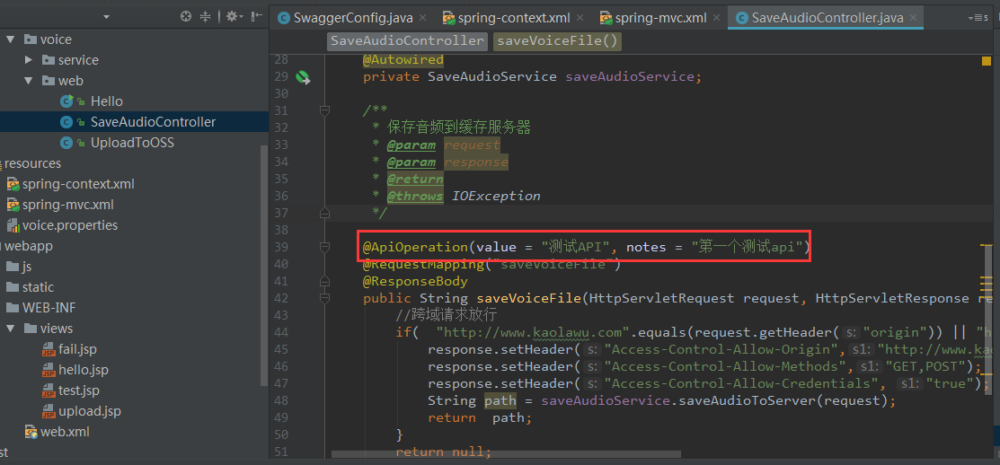 SwaggerConfig.java
spring-context.xml
spring-mvc.xml
SaveAudioController.java
5
SaveAudioController
saveVoiceFile()
voice
service
web
Hello
SaveAudioController
UploadToOSS
resources
spring-context.xml
spring-mvc.xml
voice.properties
webapp
js
static
WEB-INF
views
fail.jsp
hello.jsp
test.jsp
upload.jsp
web.xml
st
28 @Autowired
29 private SaveAudioService saveAudioService;
30
31 /**
32 * 保存音频到缓存服务器
33 * @param request
34 * @param response
35 * @return
36 * @throws IOException
37 */
38
39 @ApiOperation(value = "测试API", notes = "第一个测试api")
40 @RequestMapping("saveVoiceFile")
41 @ResponseBody
42 public String saveVoiceFile(HttpServletRequest request, HttpServletResponse re
43 //跨域请求放行
44 if( "http://www.kaolawu.com".equals(request.getHeader( s: "origin")) || "h
45 response.setHeader( s: "Access-Control-Allow-Origin", s1: "http://www.kao
46 response.setHeader( s: "Access-Control-Allow-Methods", s1: "GET,POST");
47 response.setHeader( s: "Access-Control-Allow-Credentials", s1: "true");
48 String path = saveAudioService.saveAudioToServer(request);
49 return path;
50 }
51 return null;